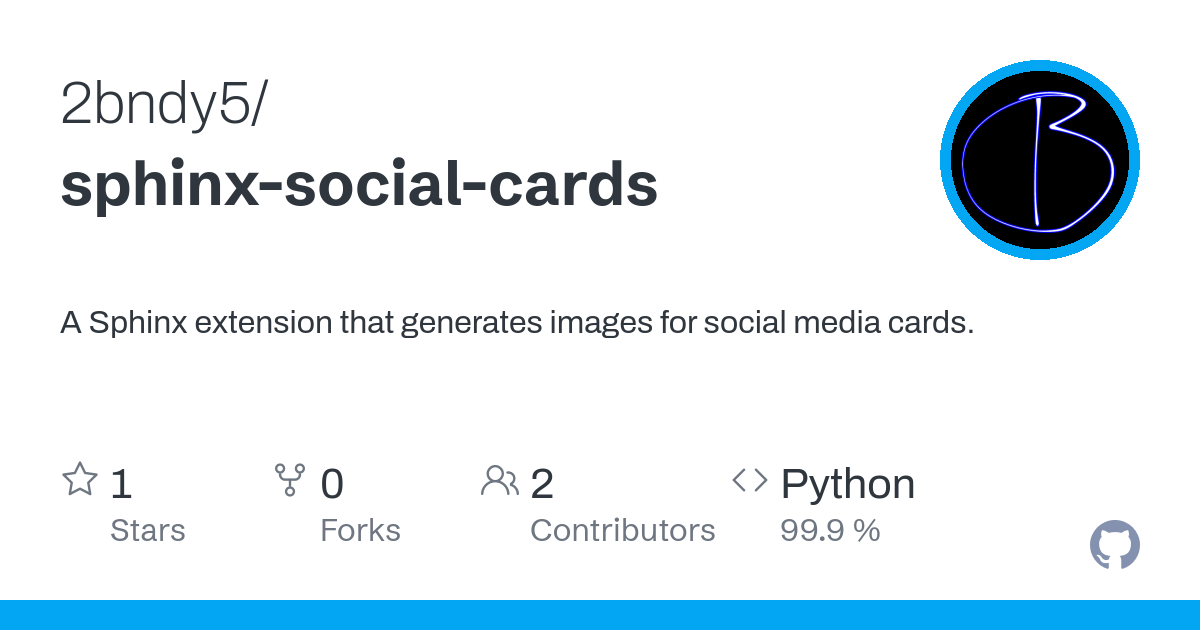 2bndy5/
sphinx-social-cards
B
A Sphinx extension that generates images for social media cards.
1
Stars
0
Forks
2
Contributors
Python
99.9 %